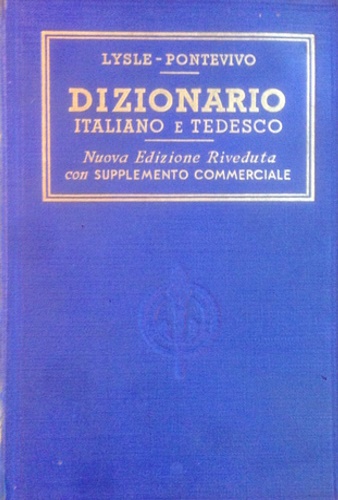 LYSLE - PONTEVIVO
DIZIONARIO
ITALIANO E TEDESCO
Nuova Edizione Riveduta
con SUPPLEMENTO COMMERCIALE